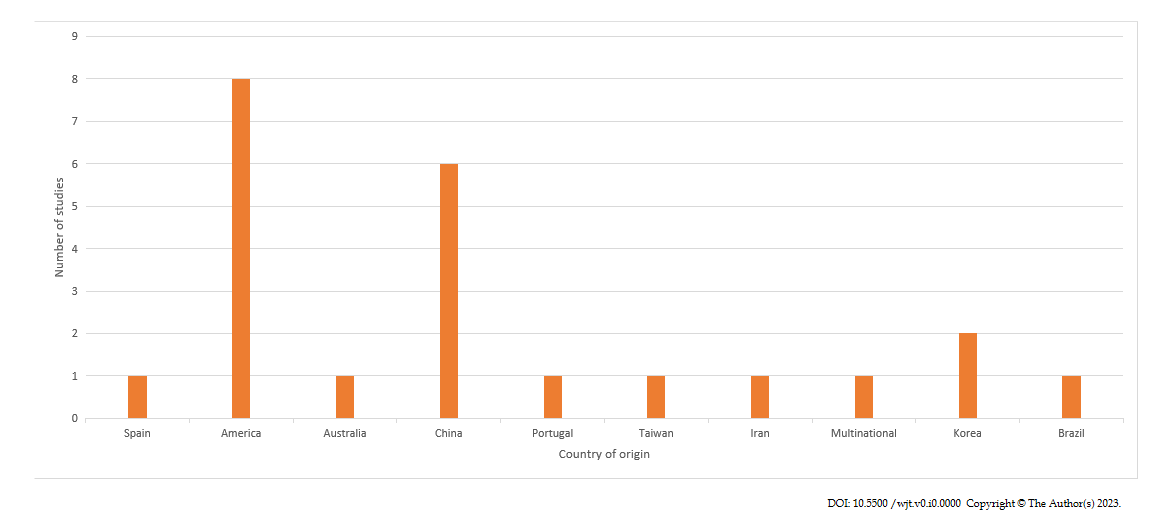 9
8
7
6
5
4
3
2
1
0
Number of studies
Spain America Australia China Portugal Taiwan Iran Multinational Korea Brazil
Country of origin
DOI: 10.5500 /wjt.v0.i0.0000 Copyright © The Author(s) 2023.